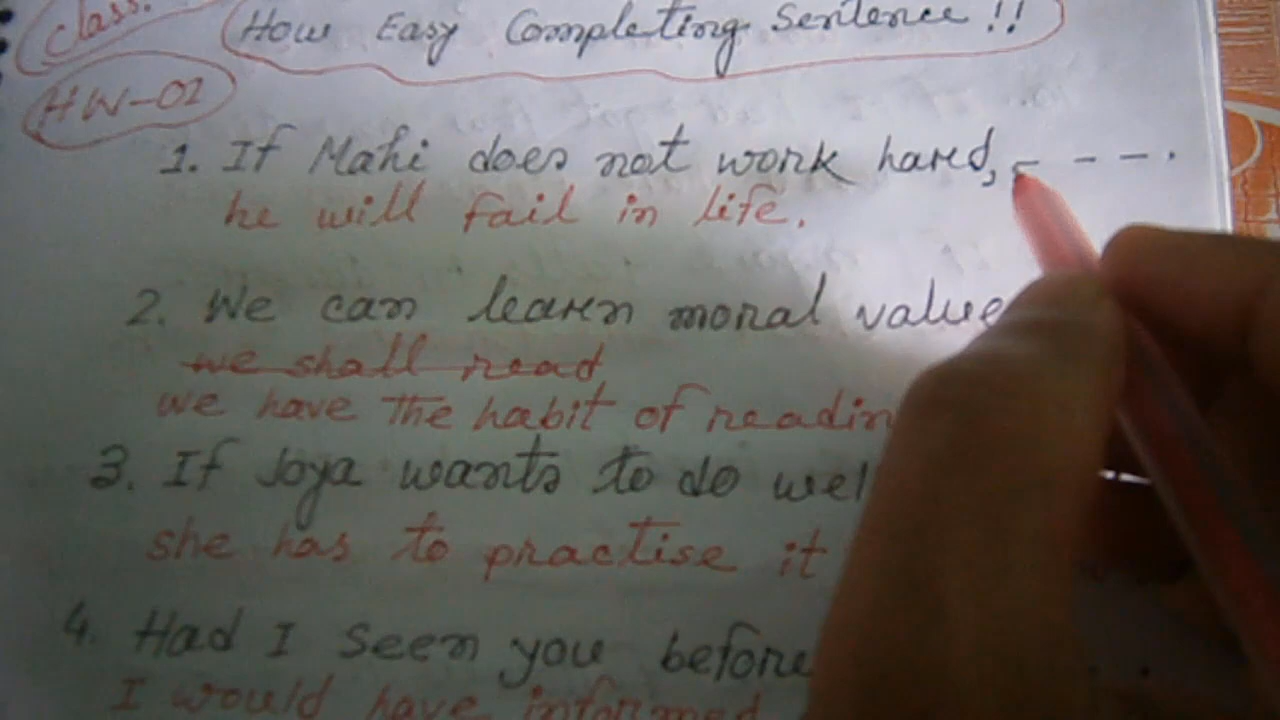 Class.
How Easy Completing Sentence !!
HW-01
1. If Mahi does not work hard, - - - .
he will fail in life.
2. We can learn moral value
we shall read
we have the habit of readin
3. If Joya wants to do wel
she has to practise it
4. Had I seen you before
I would have informed